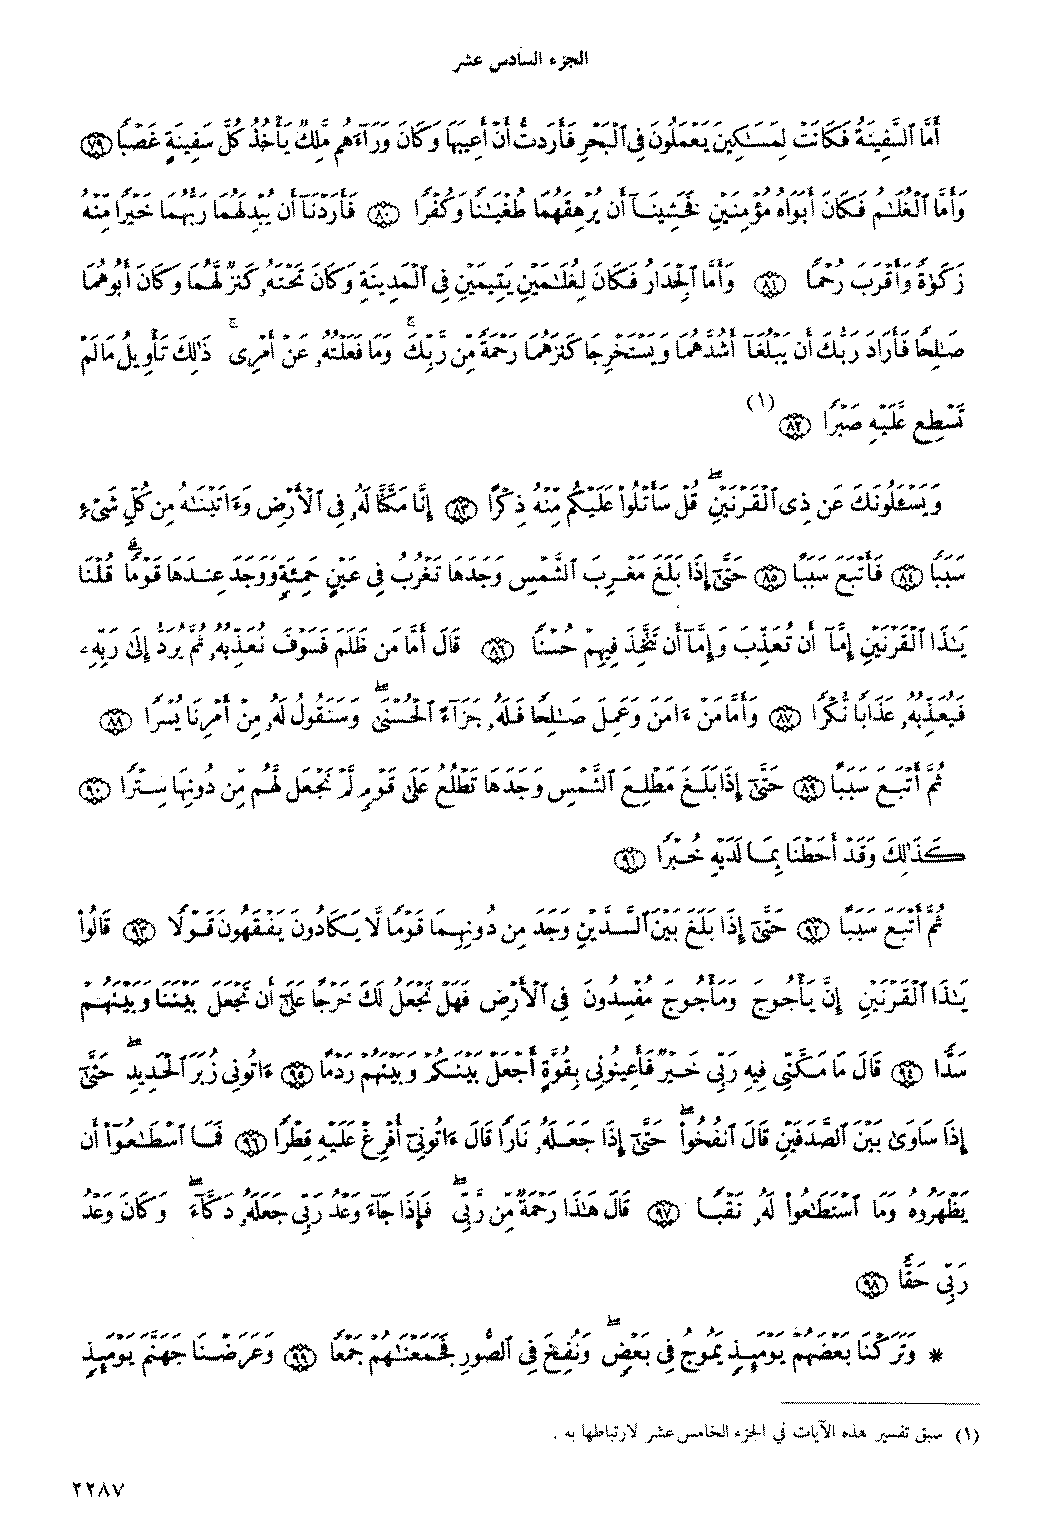 الجزء السادس عشر
أَمَّا ٱلسَّفِينَةُ فَكَانَتْ لِمَسَٰكِينَ يَعْمَلُونَ فِى ٱلْبَحْرِ فَأَرَدتُّ أَنْ أَعِيبَهَا وَكَانَ وَرَآءَهُم مَّلِكٌ يَأْخُذُ كُلَّ سَفِينَةٍ غَصْبًا ﴿٧٩﴾
وَأَمَّا ٱلْغُلَٰمُ فَكَانَ أَبَوَاهُ مُؤْمِنَيْنِ فَخَشِينَآ أَن يُرْهِقَهُمَا طُغْيَٰنًا وَكُفْرًا ﴿٨٠﴾ فَأَرَدْنَآ أَن يُبْدِلَهُمَا رَبُّهُمَا خَيْرًا مِّنْهُ
زَكَوٰةً وَأَقْرَبَ رُحْمًا ﴿٨١﴾ وَأَمَّا ٱلْجِدَارُ فَكَانَ لِغُلَٰمَيْنِ يَتِيمَيْنِ فِى ٱلْمَدِينَةِ وَكَانَ تَحْتَهُۥ كَنزٌ لَّهُمَا وَكَانَ أَبُوهُمَا
صَٰلِحًا فَأَرَادَ رَبُّكَ أَن يَبْلُغَآ أَشُدَّهُمَا وَيَسْتَخْرِجَا كَنزَهُمَا رَحْمَةً مِّن رَّبِّكَ ۚ وَمَا فَعَلْتُهُۥ عَنْ أَمْرِى ۚ ذَٰلِكَ تَأْوِيلُ مَا لَمْ
تَسْطِع عَّلَيْهِ صَبْرًا ﴿٨٢﴾ (١)
وَيَسْـَٔلُونَكَ عَن ذِى ٱلْقَرْنَيْنِ ۖ قُلْ سَأَتْلُوا۟ عَلَيْكُم مِّنْهُ ذِكْرًا ﴿٨٣﴾ إِنَّا مَكَّنَّا لَهُۥ فِى ٱلْأَرْضِ وَءَاتَيْنَٰهُ مِن كُلِّ شَىْءٍ
سَبَبًا ﴿٨٤﴾ فَأَتْبَعَ سَبَبًا ﴿٨٥﴾ حَتَّىٰٓ إِذَا بَلَغَ مَغْرِبَ ٱلشَّمْسِ وَجَدَهَا تَغْرُبُ فِى عَيْنٍ حَمِئَةٍ وَوَجَدَ عِندَهَا قَوْمًا ۗ قُلْنَا
يَٰذَا ٱلْقَرْنَيْنِ إِمَّآ أَن تُعَذِّبَ وَإِمَّآ أَن تَتَّخِذَ فِيهِمْ حُسْنًا ﴿٨٦﴾ قَالَ أَمَّا مَن ظَلَمَ فَسَوْفَ نُعَذِّبُهُۥ ثُمَّ يُرَدُّ إِلَىٰ رَبِّهِۦ
فَيُعَذِّبُهُۥ عَذَابًا نُّكْرًا ﴿٨٧﴾ وَأَمَّا مَنْ ءَامَنَ وَعَمِلَ صَٰلِحًا فَلَهُۥ جَزَآءً ٱلْحُسْنَىٰ ۖ وَسَنَقُولُ لَهُۥ مِنْ أَمْرِنَا يُسْرًا ﴿٨٨﴾
ثُمَّ أَتْبَعَ سَبَبًا ﴿٨٩﴾ حَتَّىٰٓ إِذَا بَلَغَ مَطْلِعَ ٱلشَّمْسِ وَجَدَهَا تَطْلُعُ عَلَىٰ قَوْمٍ لَّمْ نَجْعَل لَّهُم مِّن دُونِهَا سِتْرًا ﴿٩٠﴾
كَذَٰلِكَ وَقَدْ أَحَطْنَا بِمَا لَدَيْهِ خُبْرًا ﴿٩١﴾
ثُمَّ أَتْبَعَ سَبَبًا ﴿٩٢﴾ حَتَّىٰٓ إِذَا بَلَغَ بَيْنَ ٱلسَّدَّيْنِ وَجَدَ مِن دُونِهِمَا قَوْمًا لَّا يَكَادُونَ يَفْقَهُونَ قَوْلًا ﴿٩٣﴾ قَالُوا۟
يَٰذَا ٱلْقَرْنَيْنِ إِنَّ يَأْجُوجَ وَمَأْجُوجَ مُفْسِدُونَ فِى ٱلْأَرْضِ فَهَلْ نَجْعَلُ لَكَ خَرْجًا عَلَىٰٓ أَن تَجْعَلَ بَيْنَنَا وَبَيْنَهُمْ
سَدًّا ﴿٩٤﴾ قَالَ مَا مَكَّنِّى فِيهِ رَبِّى خَيْرٌ فَأَعِينُونِى بِقُوَّةٍ أَجْعَلْ بَيْنَكُمْ وَبَيْنَهُمْ رَدْمًا ﴿٩٥﴾ ءَاتُونِى زُبَرَ ٱلْحَدِيدِ ۖ حَتَّىٰٓ
إِذَا سَاوَىٰ بَيْنَ ٱلصَّدَفَيْنِ قَالَ ٱنفُخُوا۟ ۖ حَتَّىٰٓ إِذَا جَعَلَهُۥ نَارًا قَالَ ءَاتُونِىٓ أُفْرِغْ عَلَيْهِ قِطْرًا ﴿٩٦﴾ فَمَا ٱسْطَٰعُوٓا۟ أَن
يَظْهَرُوهُ وَمَا ٱسْتَطَٰعُوا۟ لَهُۥ نَقْبًا ﴿٩٧﴾ قَالَ هَٰذَا رَحْمَةٌ مِّن رَّبِّى ۖ فَإِذَا جَآءَ وَعْدُ رَبِّى جَعَلَهُۥ دَكَّآءَ ۖ وَكَانَ وَعْدُ
رَبِّى حَقًّا ﴿٩٨﴾
* وَتَرَكْنَا بَعْضَهُمْ يَوْمَئِذٍ يَمُوجُ فِى بَعْضٍ ۖ وَنُفِخَ فِى ٱلصُّورِ فَجَمَعْنَٰهُمْ جَمْعًا ﴿٩٩﴾ وَعَرَضْنَا جَهَنَّمَ يَوْمَئِذٍ
(١) سبق تفسير هذه الآيات في الجزء الخامس عشر لارتباطها به .
٢٢٨٧